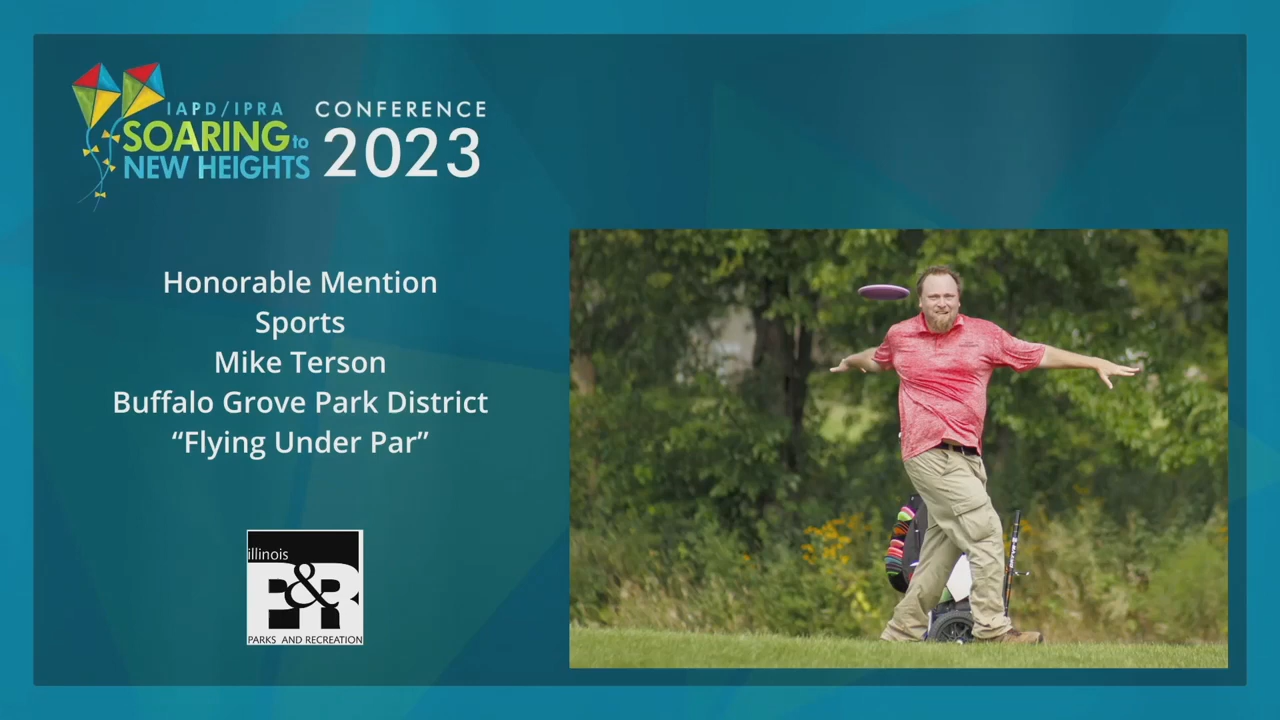 IAPD/IPRA
SOARING to
NEW HEIGHTS
CONFERENCE
2023
Honorable Mention
Sports
Mike Terson
Buffalo Grove Park District
“Flying Under Par”
illinois
P&R
PARKS AND RECREATION